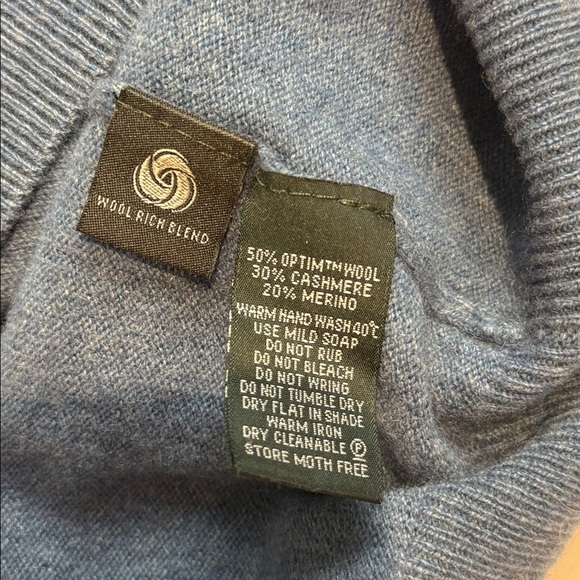 WOOL RICH BLEND
50% OPTIM™ WOOL
30% CASHMERE
20% MERINO
WARM HAND WASH 40°C
USE MILD SOAP
DO NOT RUB
DO NOT BLEACH
DO NOT WRING
DO NOT TUMBLE DRY
DRY FLAT IN SHADE
WARM IRON
DRY CLEANABLE Ⓟ
STORE MOTH FREE